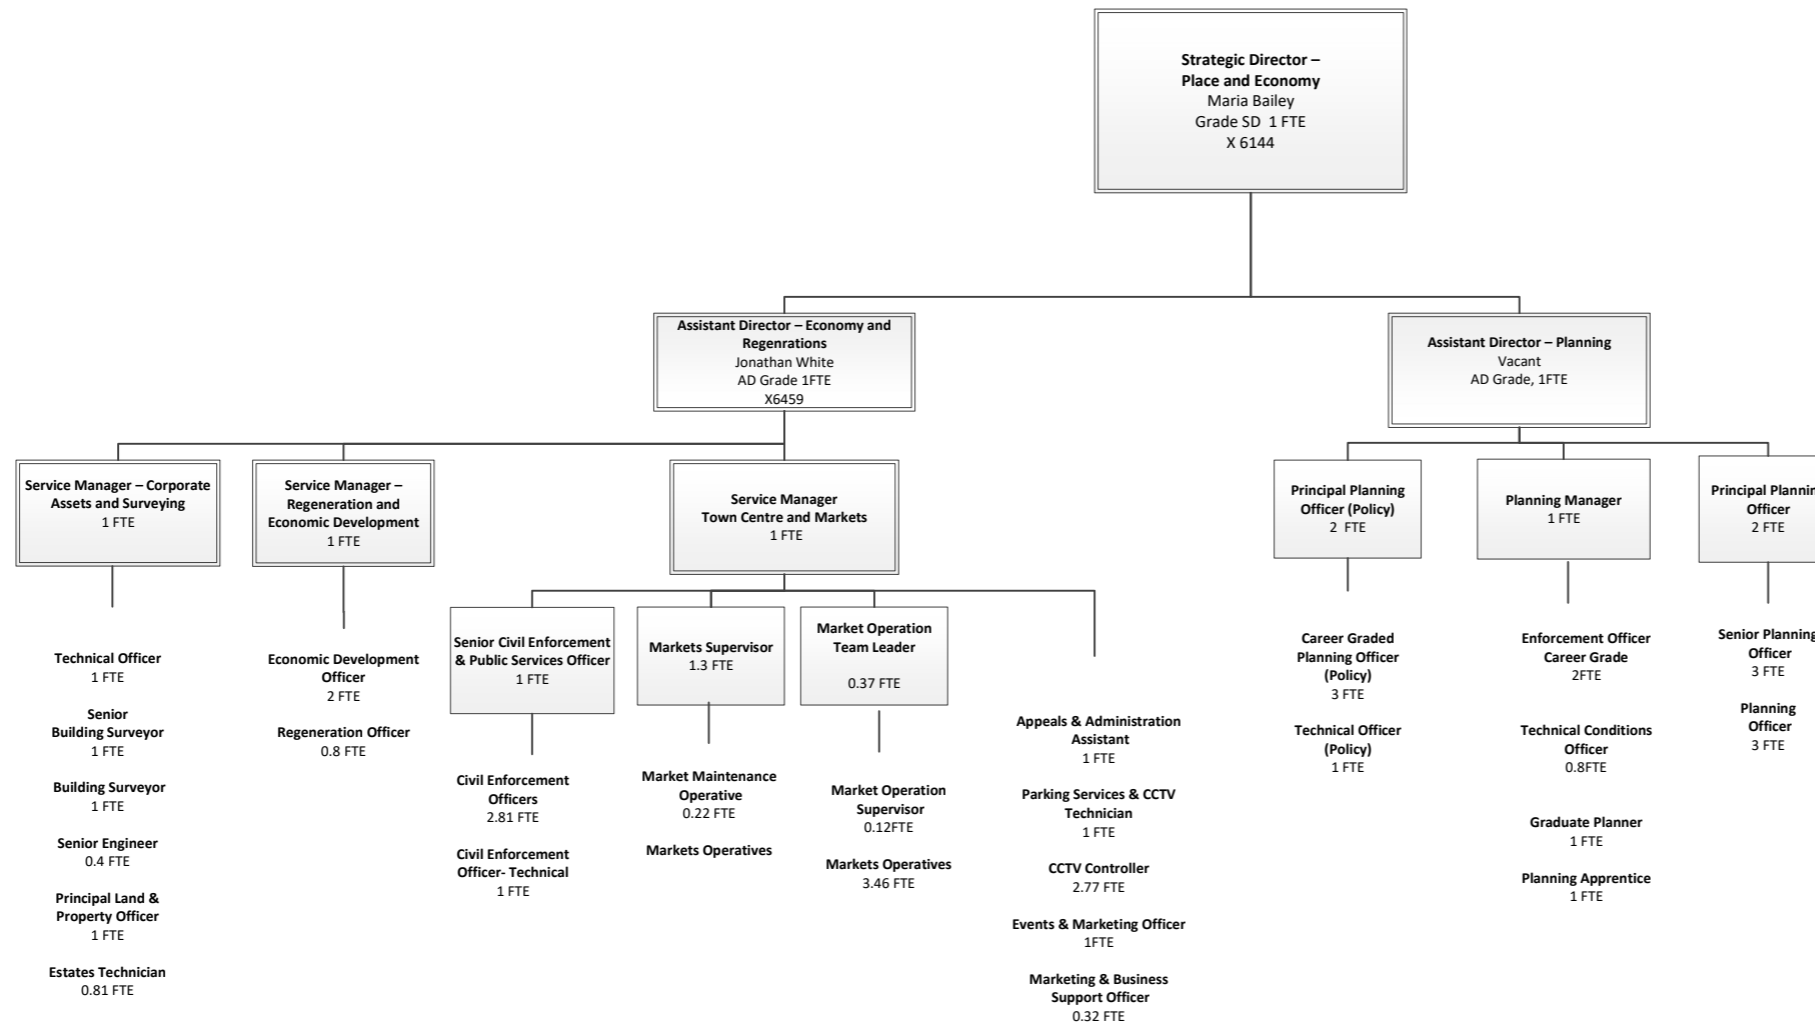 Strategic Director –
Place and Economy
Maria Bailey
Grade SD 1 FTE
X 6144
Assistant Director – Economy and
Regenrations
Jonathan White
AD Grade 1FTE
X6459
Assistant Director – Planning
Vacant
AD Grade, 1FTE
Service Manager – Corporate
Assets and Surveying
1 FTE
Service Manager –
Regeneration and
Economic Development
1 FTE
Service Manager
Town Centre and Markets
1 FTE
Principal Planning
Officer (Policy)
2 FTE
Planning Manager
1 FTE
Principal Plannin
Officer
2 FTE
Technical Officer
1 FTE
Senior
Building Surveyor
1 FTE
Building Surveyor
1 FTE
Senior Engineer
0.4 FTE
Principal Land &
Property Officer
1 FTE
Estates Technician
0.81 FTE
Economic Development
Officer
2 FTE
Regeneration Officer
0.8 FTE
Senior Civil Enforcement
& Public Services Officer
1 FTE
Civil Enforcement
Officers
2.81 FTE
Civil Enforcement
Officer- Technical
1 FTE
Markets Supervisor
1.3 FTE
Market Maintenance
Operative
0.22 FTE
Markets Operatives
Market Operation
Team Leader
0.37 FTE
Market Operation
Supervisor
0.12FTE
Markets Operatives
3.46 FTE
Appeals & Administration
Assistant
1 FTE
Parking Services & CCTV
Technician
1 FTE
CCTV Controller
2.77 FTE
Events & Marketing Officer
1FTE
Marketing & Business
Support Officer
0.32 FTE
Career Graded
Planning Officer
(Policy)
3 FTE
Technical Officer
(Policy)
1 FTE
Enforcement Officer
Career Grade
2FTE
Technical Conditions
Officer
0.8FTE
Graduate Planner
1 FTE
Planning Apprentice
1 FTE
Senior Planning
Officer
3 FTE
Planning
Officer
3 FTE